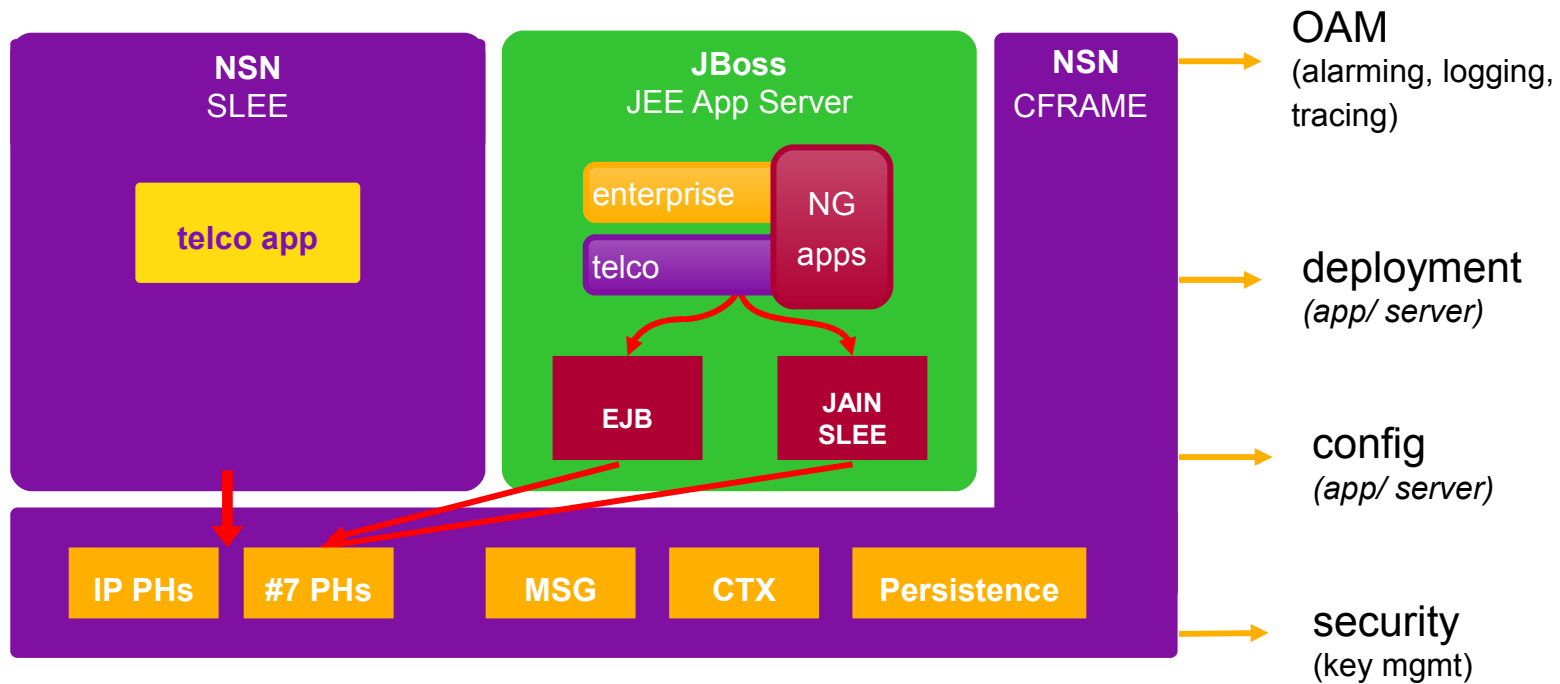 NSN
SLEE
telco app
JBoss
JEE App Server
enterprise
telco
NG
apps
EJB
JAIN
SLEE
NSN
CFRAME
IP PHs
#7 PHs
MSG
CTX
Persistence
OAM
(alarming, logging,
tracing)
deployment
(app/ server)
config
(app/ server)
security
(key mgmt)